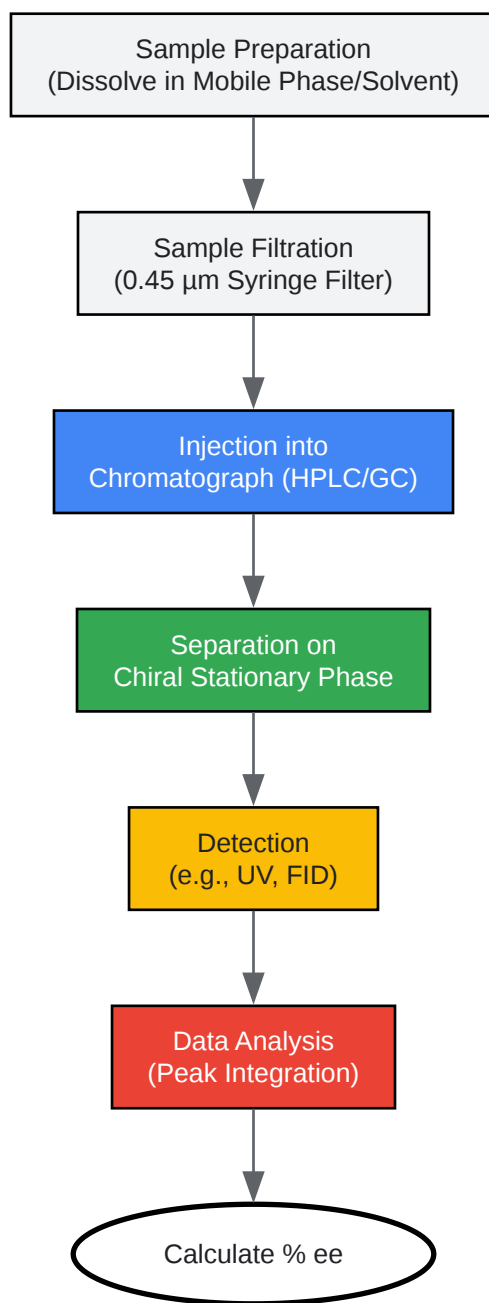 Sample Preparation
(Dissolve in Mobile Phase/Solvent)
Sample Filtration
(0.45 µm Syringe Filter)
Injection into
Chromatograph (HPLC/GC)
Separation on
Chiral Stationary Phase
Detection
(e.g., UV, FID)
Data Analysis
(Peak Integration)
Calculate % ee